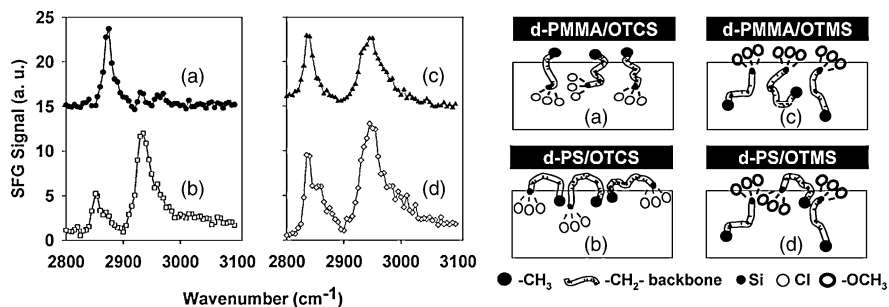 SFG Signal (a. u.)
25
20
15
10
5
0
(a)
(b)
(c)
(d)
2800 2900 3000 3100
2800 2900 3000 3100
Wavenumber (cm⁻¹)
d-PMMA/OTCS
(a)
d-PMMA/OTMS
(c)
d-PS/OTCS
(b)
d-PS/OTMS
(d)
-CH₃ -CH₂- backbone Si Cl -OCH₃